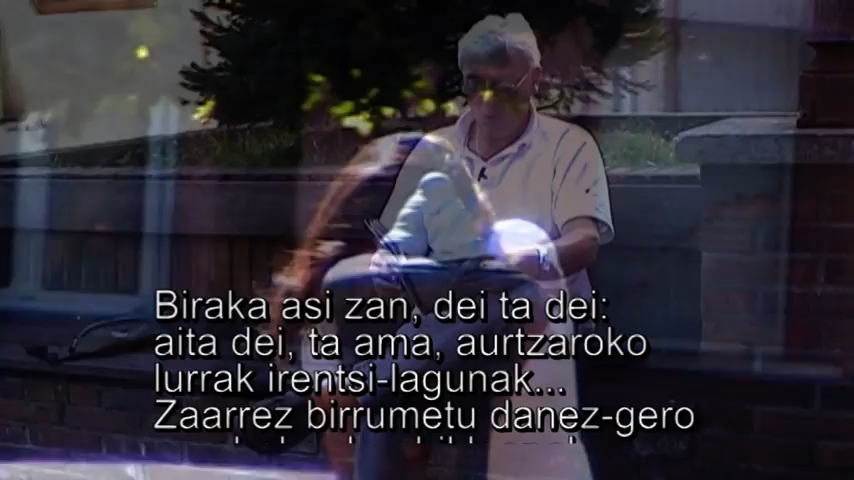 Biraka asi zan, dei ta dei:
aita dei, ta ama, aurtzaroko
lurrak irentsi-lagunak...
Zaarrez birrumetu danez-gero